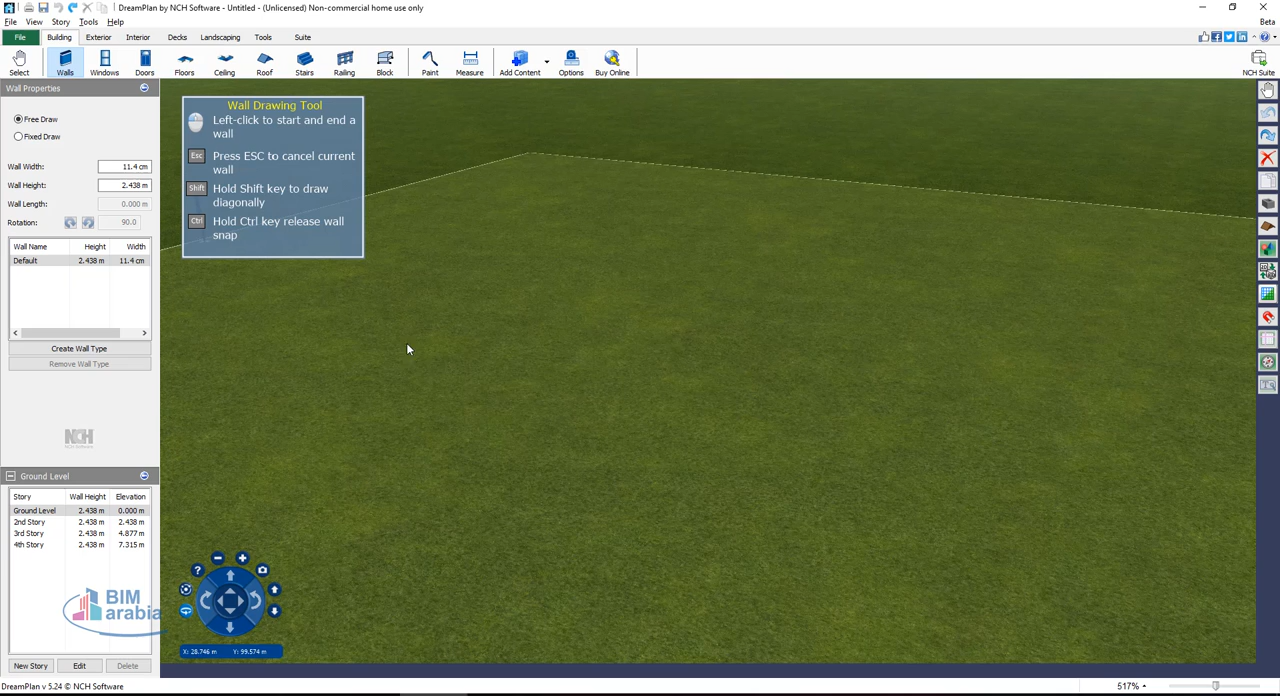 DreamPlan by NCH Software - Untitled - (Unlicensed) Non-commercial home use only
File View Story Tools Help
Beta
File Building Exterior Interior Decks Landscaping Tools Suite
Select Walls Windows Doors Floors Ceiling Roof Stairs Railing Block Paint Measure Add Content Options Buy Online NCH Suite
Wall Properties
Free Draw
Fixed Draw
Wall Width: 11.4 cm
Wall Height: 2.438 m
Wall Length: 0.000 m
Rotation: 90.0
Wall Name Height Width
Default 2.438 m 11.4 cm
Create Wall Type
Remove Wall Type
NCH
NCH Software
Wall Drawing Tool
Left-click to start and end a
wall
Esc Press ESC to cancel current
wall
Shift Hold Shift key to draw
diagonally
Ctrl Hold Ctrl key release wall
snap
Ground Level
Story Wall Height Elevation
Ground Level 2.438 m 0.000 m
2nd Story 2.438 m 2.438 m
3rd Story 2.438 m 4.877 m
4th Story 2.438 m 7.315 m
BIM
arabia
New Story Edit Delete
X: 28.746 m Y: 99.574 m
DreamPlan v 5.24 © NCH Software
517%